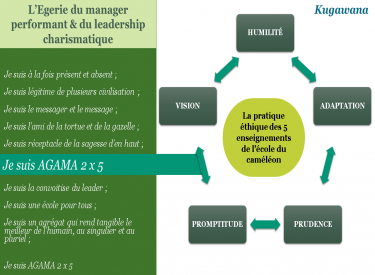 L'Egerie du manager
performant & du leadership
charismatique
Je suis à la fois présent et absent ;
Je suis légitime de plusieurs civilisation ;
Je suis le messager et le message ;
Je suis l'ami de la tortue et de la gazelle ;
Je suis réceptacle de la sagesse d'en haut ;
Je suis AGAMA 2 x 5
Je suis la convoitise du leader ;
Je suis une école pour tous ;
Je suis un agrégat qui rend tangible le
meilleur de l'humain, au singulier et au
pluriel ;
Je suis AGAMA 2 x 5
Kugawana
HUMILITÉ
VISION
ADAPTATION
La pratique
éthique des 5
enseignements
de l'école du
caméléon
PROMPTITUDE
PRUDENCE